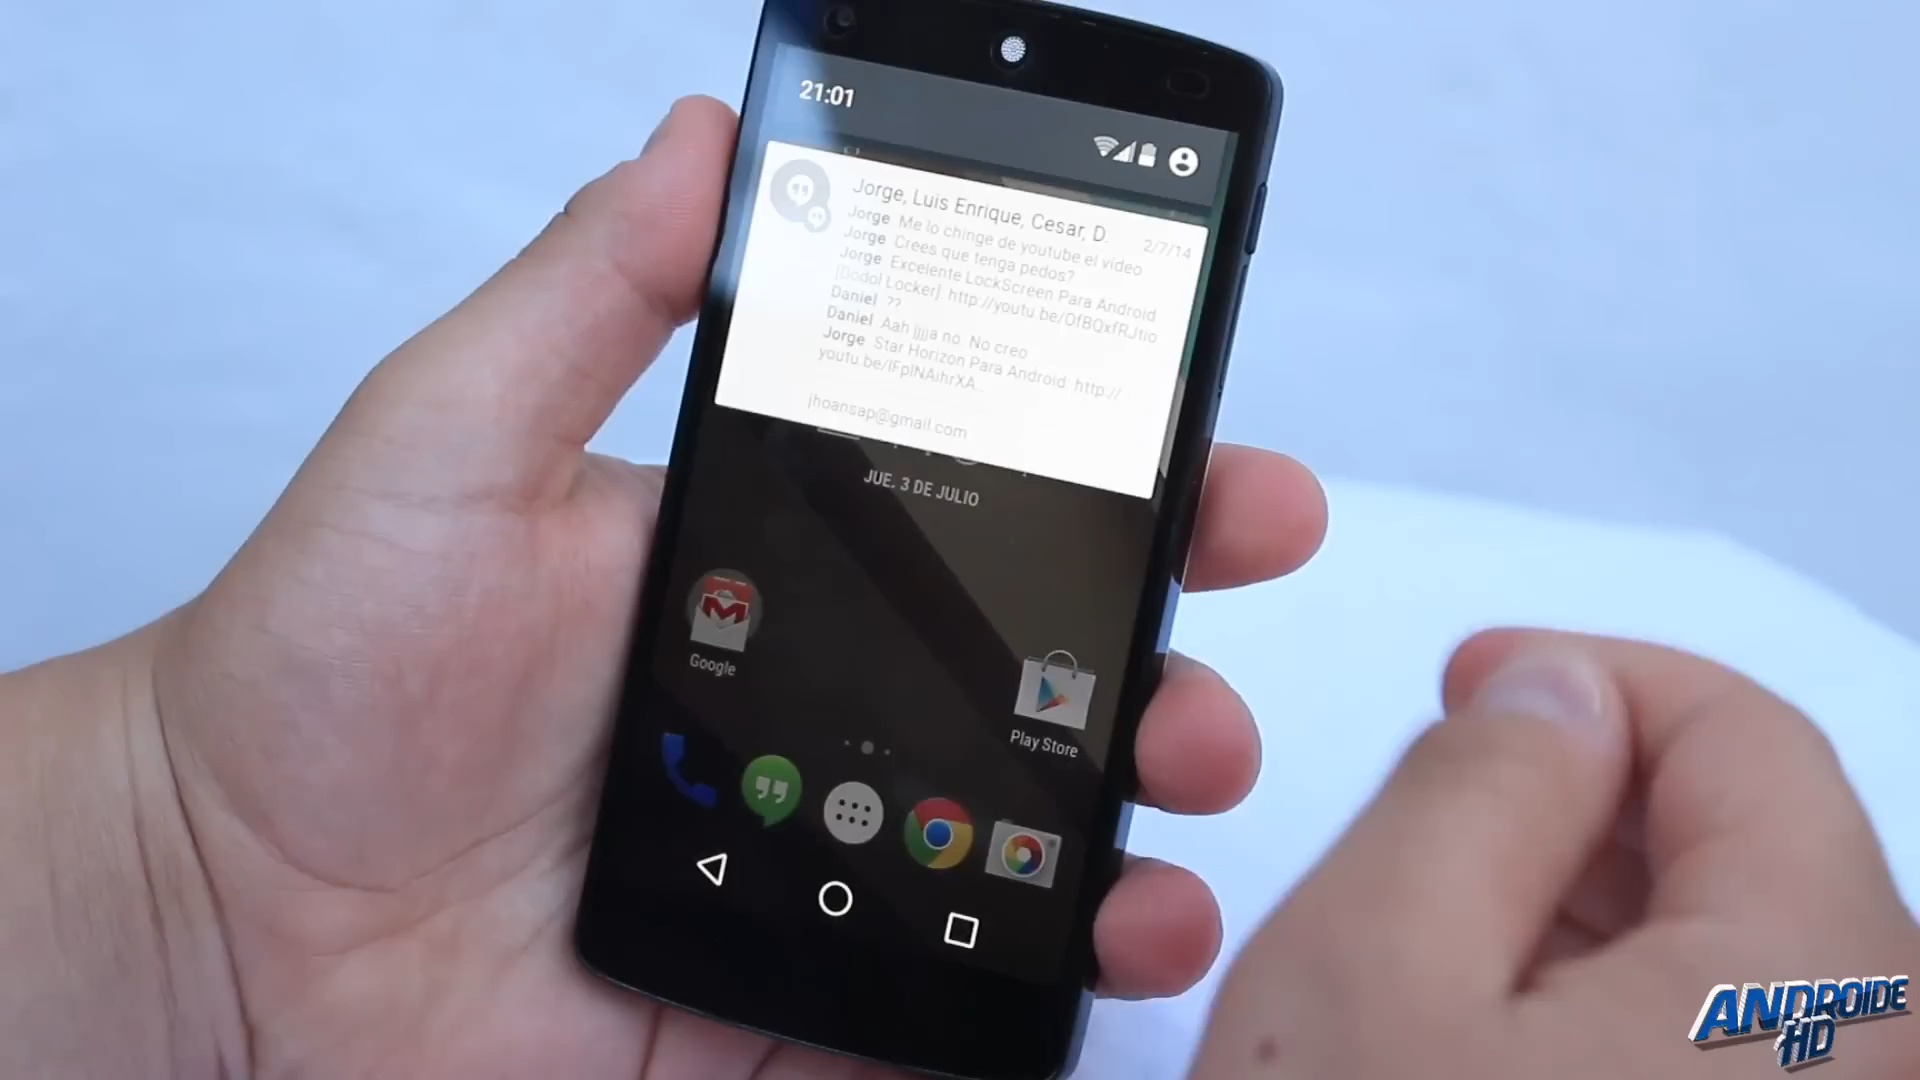 21:01
Jorge, Luis Enrique, Cesar, D.
2/7/14
Jorge Me lo chinge de youtube el video
Jorge Crees que tenga pedos?
Jorge Excelente LockScreen Para Android
[Dodol Locker]: http://youtu.be/OfBQxfRJtio
Daniel ??
Daniel Aah jjjja no. No creo
Jorge Star Horizon Para Android: http://
youtu.be/IFpINAihrXA...
jhoansap@gmail.com
JUE. 3 DE JULIO
Google
Play Store
ANDROIDE
HD